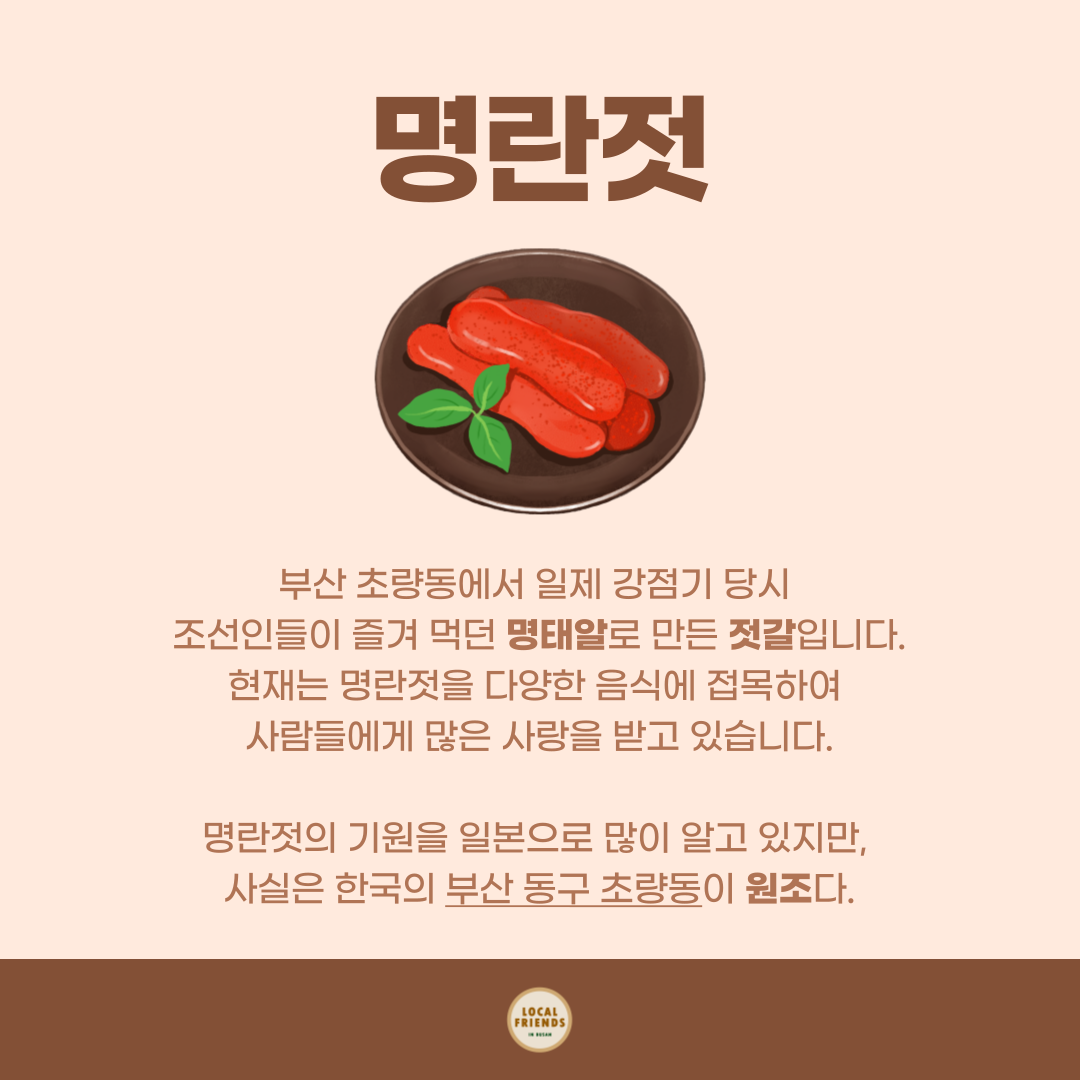 명란젓
부산 초량동에서 일제 강점기 당시
조선인들이 즐겨 먹던 명태알로 만든 젓갈입니다.
현재는 명란젓을 다양한 음식에 접목하여
사람들에게 많은 사랑을 받고 있습니다.
명란젓의 기원을 일본으로 많이 알고 있지만,
사실은 한국의 부산 동구 초량동이 원조다.
LOCAL
FRIENDS
IN BUSAN